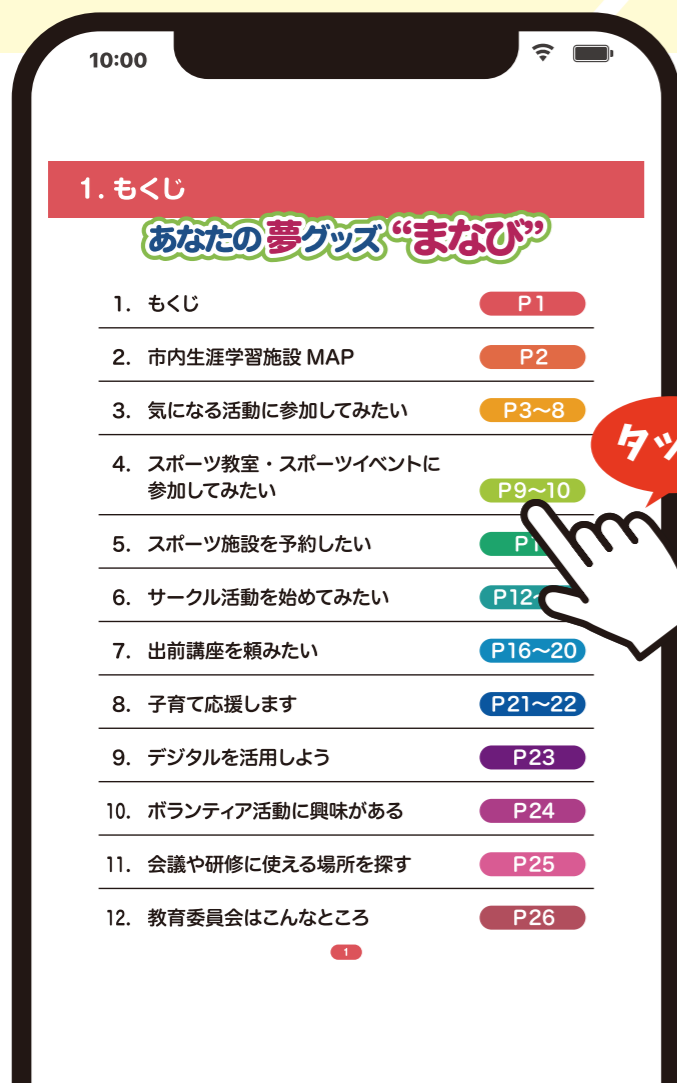 10:00
1. もくじ
あなたの夢グッズ“まなび”
1. もくじ P1
2. 市内生涯学習施設 MAP P2
3. 気になる活動に参加してみたい P3〜8
4. スポーツ教室・スポーツイベントに
参加してみたい P9〜10
タッ
5. スポーツ施設を予約したい P1
6. サークル活動を始めてみたい P12〜
7. 出前講座を頼みたい P16〜20
8. 子育て応援します P21〜22
9. デジタルを活用しよう P23
10. ボランティア活動に興味がある P24
11. 会議や研修に使える場所を探す P25
12. 教育委員会はこんなところ P26
1